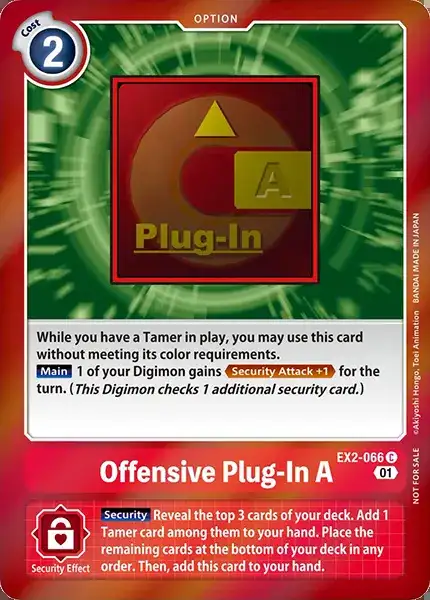 OPTION
Cost
2
A
Plug-In
While you have a Tamer in play, you may use this card
without meeting its color requirements.
Main 1 of your Digimon gains Security Attack +1 for the
turn. (This Digimon checks 1 additional security card.)
EX2-066 C
Offensive Plug-In A
01
Security Reveal the top 3 cards of your deck. Add 1
Tamer card among them to your hand. Place the
remaining cards at the bottom of your deck in any
order. Then, add this card to your hand.
Security Effect
NOT FOR SALE ©Akiyoshi Hongo, Toei Animation BANDAI MADE IN JAPAN